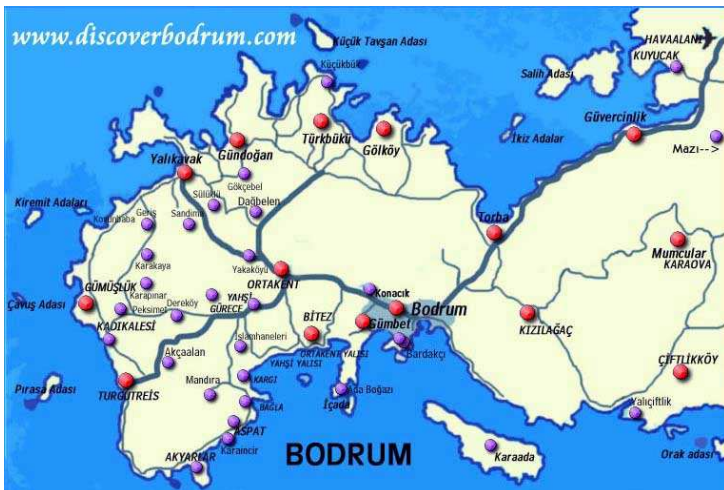 www.discoverbodrum.com
Küçük Tavşan Adası
HAVAALANI
KUYUCAK
Küçükbük
Salih Adası
Türkbükü
Gölköy
Güvercinlik
İkiz Adalar
Mazı-->
Gündoğan
Yalıkavak
Gökçebel
Sülüklü
Dağbelen
Kiremit Adaları
Koyunbaba
Geriş
Sandıma
Torba
Mumcular
KARAOVA
Karakaya
Yakaköyü
ORTAKENT
Karapınar
Konacık
GÜMÜŞLÜK
Çavuş Adası
Peksimet
Dereköy
YAHŞİ
GÜRECE
Bodrum
BİTEZ
Gümbet
KIZILAĞAÇ
KADIKALESİ
İslamhaneleri
ORTAKENT YALISI
Bardakçı
Akçaalan
YAHŞİ YALISI
ÇİFTLİKKÖY
Pırasa Adası
TURGUTREİS
Mandıra
KARGI
Ada Boğazı
İçada
BAĞLA
Yalıçiftlik
ASPAT
Karaincir
AKYARLAR
BODRUM
Karaada
Orak adası